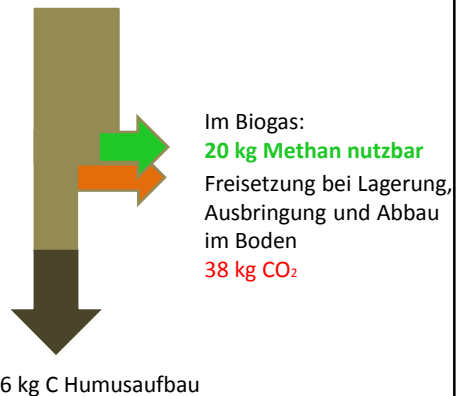 Im Biogas:
20 kg Methan nutzbar
Freisetzung bei Lagerung,
Ausbringung und Abbau
im Boden
38 kg CO₂
6 kg C Humusaufbau